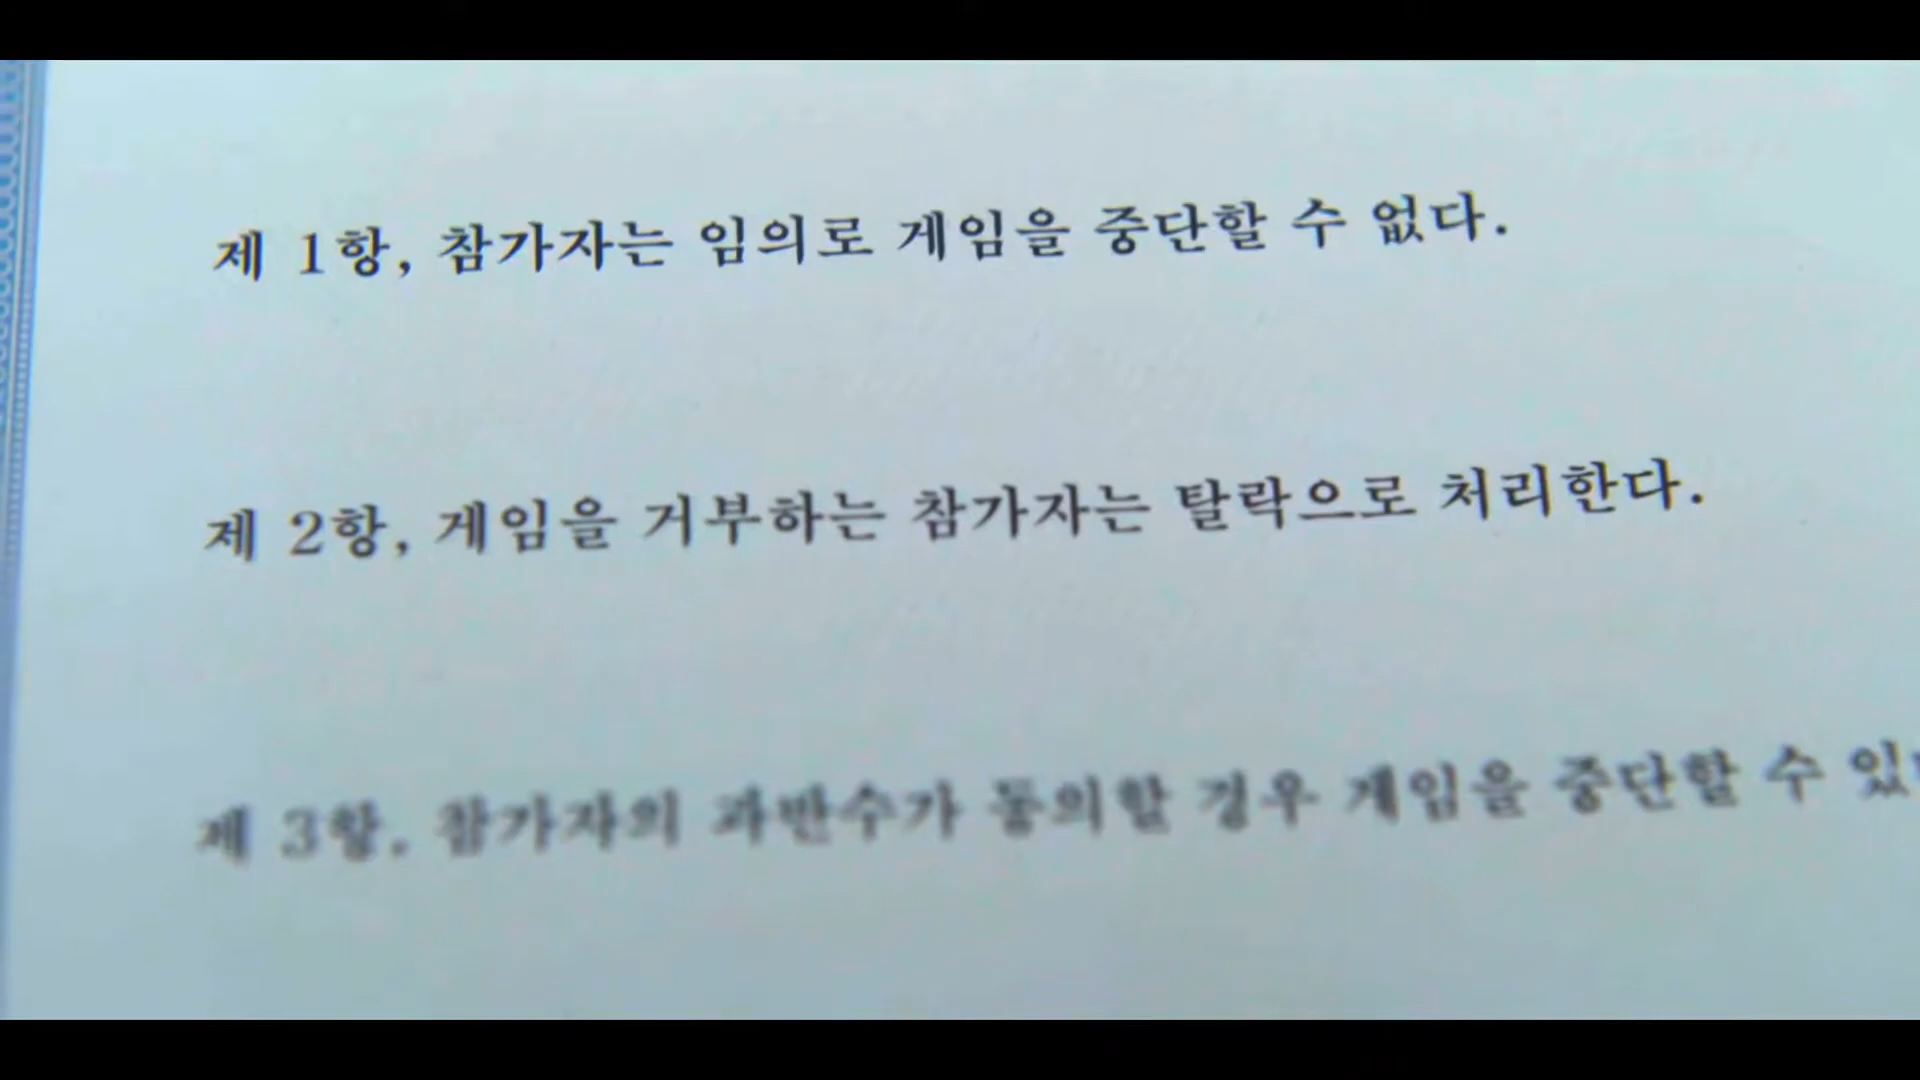 제 1항, 참가자는 임의로 게임을 중단할 수 없다.
제 2항, 게임을 거부하는 참가자는 탈락으로 처리한다.
제 3항, 참가자의 과반수가 동의할 경우 게임을 중단할 수 있